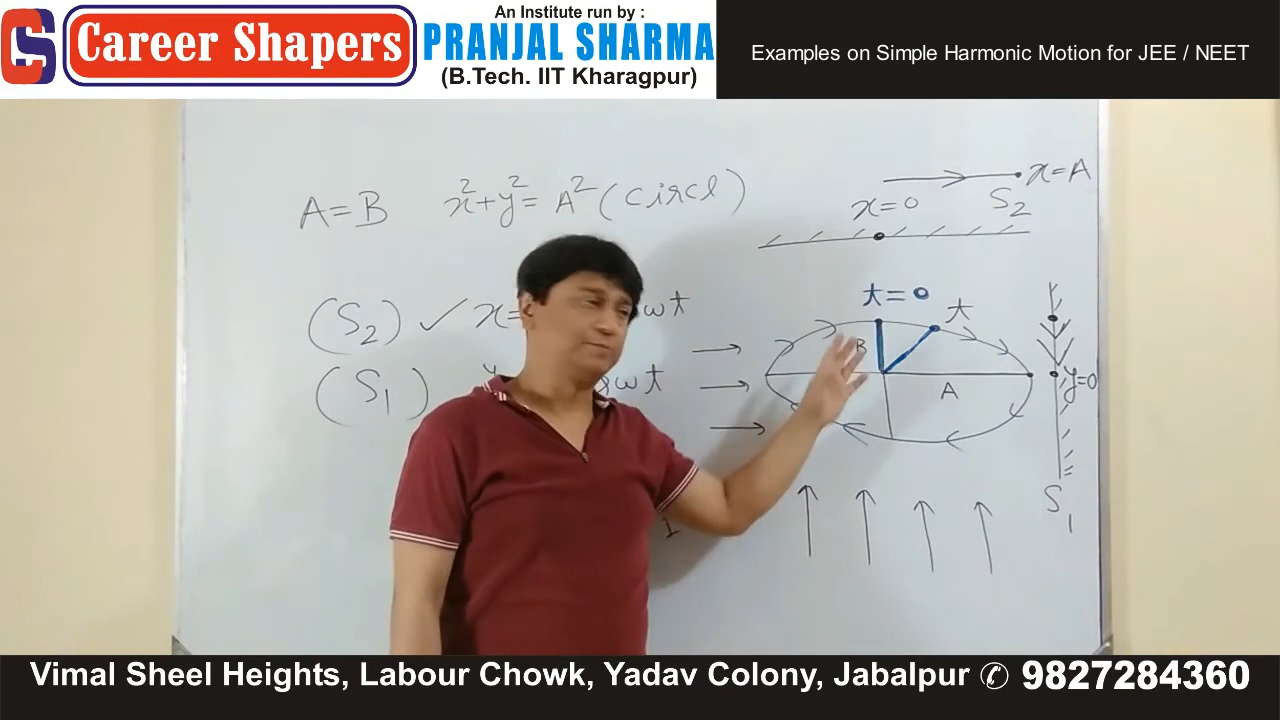 An Institute run by :
Career Shapers
PRANJAL SHARMA
(B.Tech. IIT Kharagpur)
Examples on Simple Harmonic Motion for JEE / NEET
x=A
S2
x=0
A=B x²+y²= A² (circl)
t=0
t
(S2) ✓ x= ωt
(S1) ωt
B
A
y=0
S1
Vimal Sheel Heights, Labour Chowk, Yadav Colony, Jabalpur ✆ 9827284360